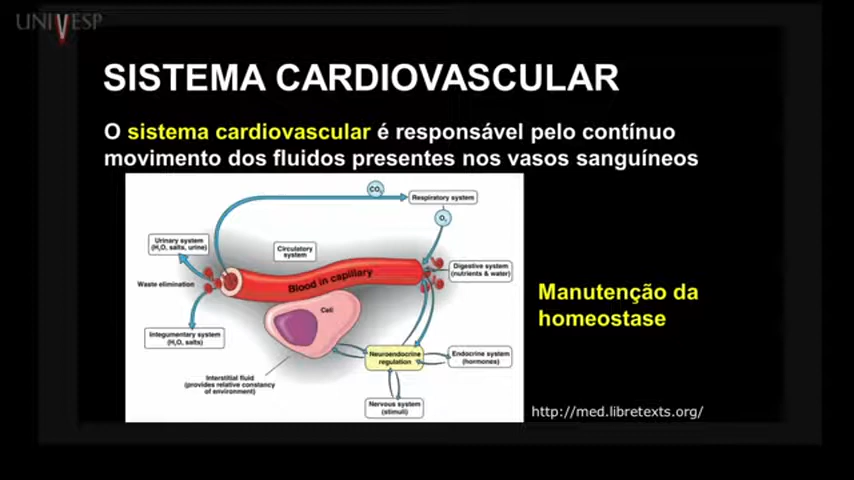 UNIVESP
SISTEMA CARDIOVASCULAR
O sistema cardiovascular é responsável pelo contínuo
movimento dos fluidos presentes nos vasos sanguíneos
CO₂
Respiratory system
O₂
Urinary system
(H₂O, salts, urine)
Circulatory
system
Digestive system
(nutrients & water)
Blood in capillary
Waste elimination
Cell
Integumentary system
(H₂O, salts)
Neuroendocrine
regulation
Endocrine system
(hormones)
Interstitial fluid
(provides relative constancy
of environment)
Nervous system
(stimuli)
Manutenção da
homeostase
http://med.libretexts.org/